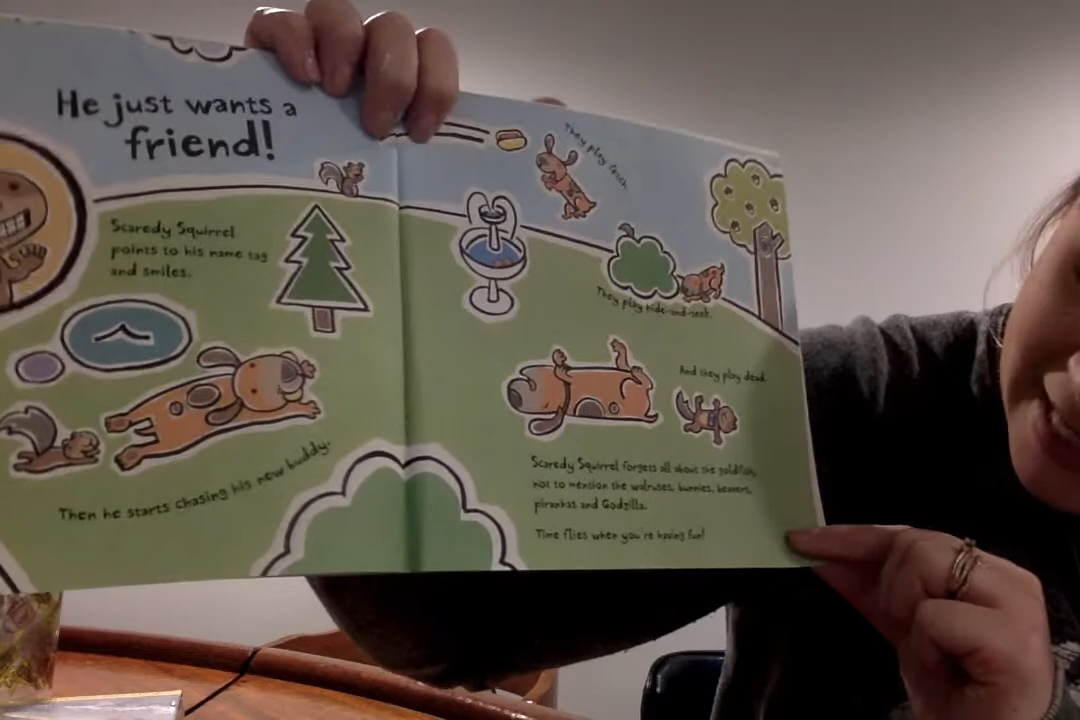 He just wants a
friend!
Scaredy Squirrel
points to his name tag
and smiles.
Then he starts chasing his new buddy.
They play fetch.
They play hide-and-seek.
And they play dead.
Scaredy Squirrel forgets all about the goldfish,
not to mention the walruses, bunnies, beavers,
piranhas and Godzilla.
Time flies when you're having fun!